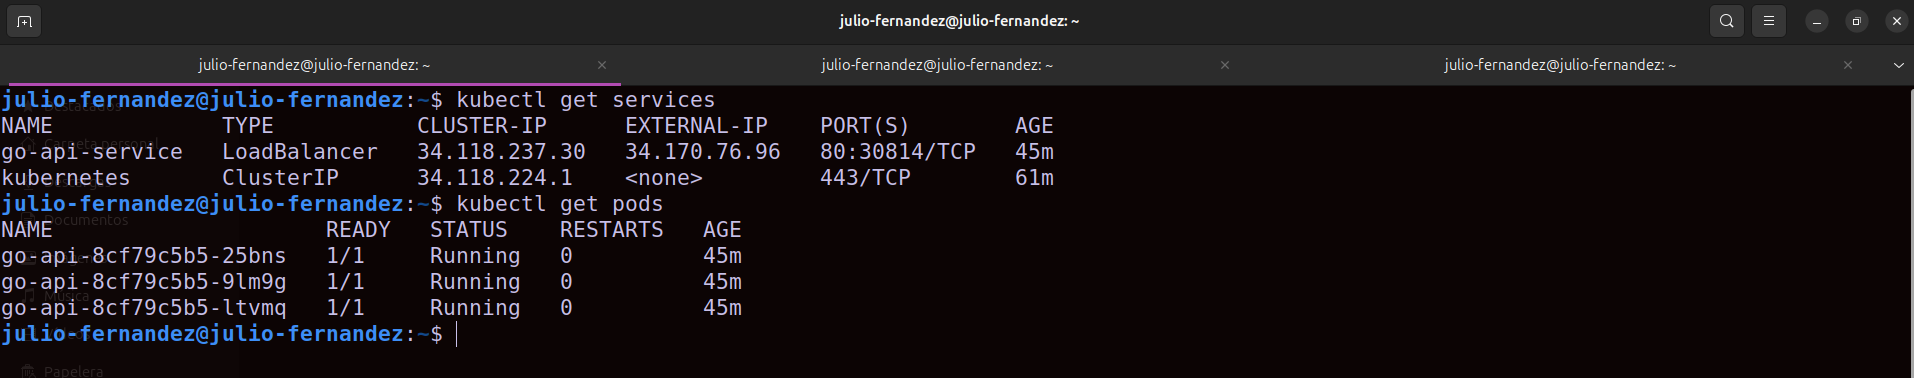 julio-fernandez@julio-fernandez: ~
julio-fernandez@julio-fernandez: ~ julio-fernandez@julio-fernandez: ~ julio-fernandez@julio-fernandez: ~
julio-fernandez@julio-fernandez:~$ kubectl get services
NAME TYPE CLUSTER-IP EXTERNAL-IP PORT(S) AGE
go-api-service LoadBalancer 34.118.237.30 34.170.76.96 80:30814/TCP 45m
kubernetes ClusterIP 34.118.224.1 <none> 443/TCP 61m
julio-fernandez@julio-fernandez:~$ kubectl get pods
NAME READY STATUS RESTARTS AGE
go-api-8cf79c5b5-25bns 1/1 Running 0 45m
go-api-8cf79c5b5-9lm9g 1/1 Running 0 45m
go-api-8cf79c5b5-ltvmq 1/1 Running 0 45m
julio-fernandez@julio-fernandez:~$
Carpeta personal
Documentos
Música
Papelera